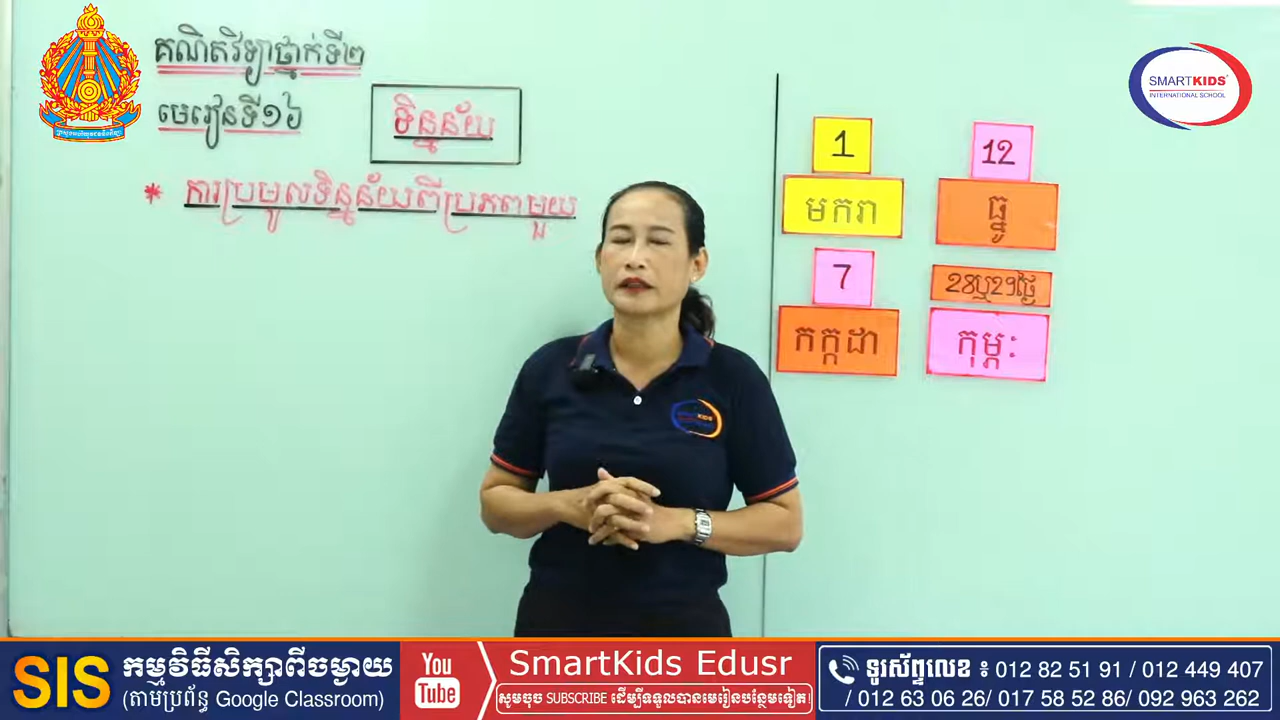 គណិតវិទ្យាថ្នាក់ទី២
មេរៀនទី១៦
ទិន្នន័យ
* ការប្រមូលទិន្នន័យពីប្រភពមួយ
1
មករា
12
ធ្នូ
7
កក្កដា
28ឬ29ថ្ងៃ
កុម្ភៈ
SMARTKIDS
INTERNATIONAL SCHOOL
SIS
កម្មវិធីសិក្សាពីចម្ងាយ
(តាមប្រព័ន្ធ Google Classroom)
You
Tube
SmartKids Edusr
សូមចុច SUBSCRIBE ដើម្បីទទួលបានមេរៀនបន្ថែមទៀត!
ទូរស័ព្ទលេខ ៖ 012 82 51 91 / 012 449 407
/ 012 63 06 26/ 017 58 52 86/ 092 963 262